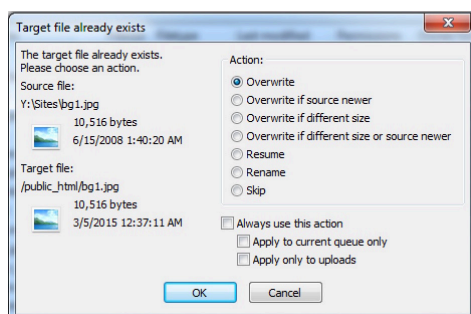 Target file already exists
The target file already exists.
Please choose an action.
Source file:
Y:\Sites\bg1.jpg
10,516 bytes
6/15/2008 1:40:20 AM
Target file:
/public_html/bg1.jpg
10,516 bytes
3/5/2015 12:37:11 AM
Action:
Overwrite
Overwrite if source newer
Overwrite if different size
Overwrite if different size or source newer
Resume
Rename
Skip
Always use this action
Apply to current queue only
Apply only to uploads
OK
Cancel